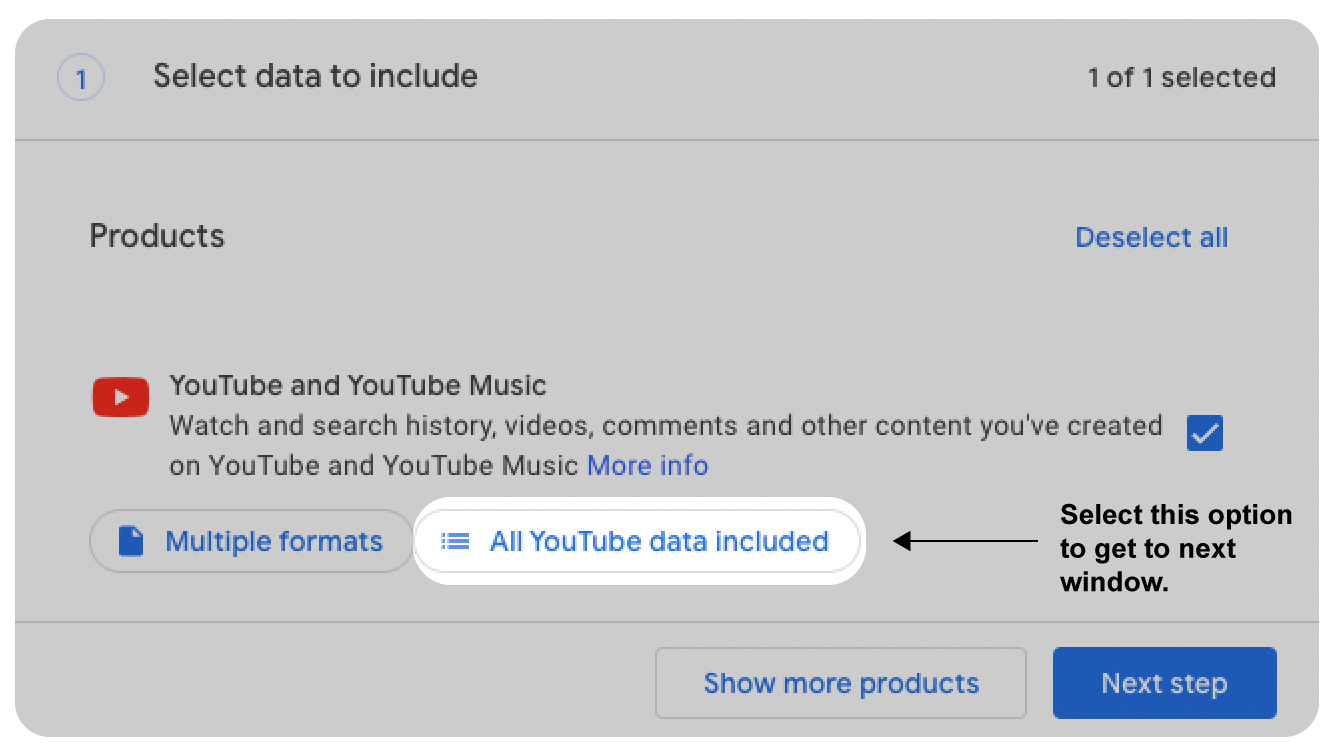 1 Select data to include 1 of 1 selected
Products Deselect all
YouTube and YouTube Music
Watch and search history, videos, comments and other content you've created
on YouTube and YouTube Music More info
Multiple formats All YouTube data included
Select this option
to get to next
window.
Show more products Next step